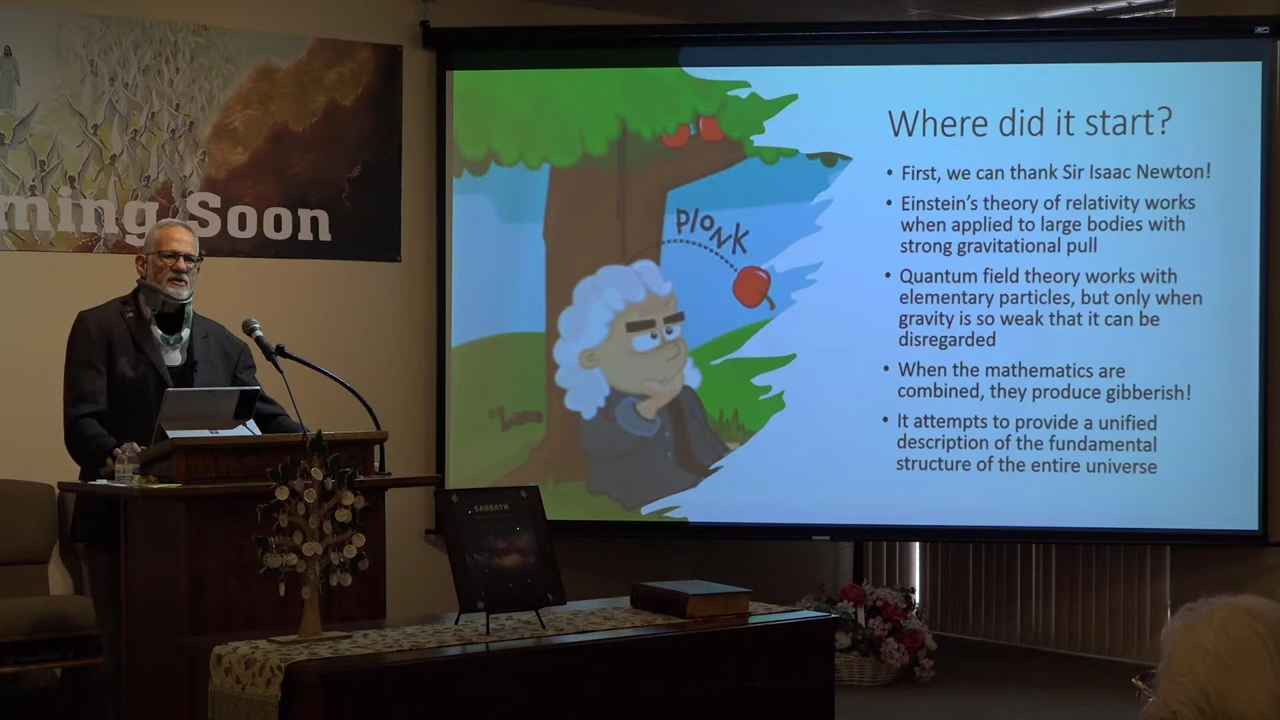 ming Soon
Where did it start?
PlONK
• First, we can thank Sir Isaac Newton!
• Einstein's theory of relativity works
when applied to large bodies with
strong gravitational pull
• Quantum field theory works with
elementary particles, but only when
gravity is so weak that it can be
disregarded
• When the mathematics are
combined, they produce gibberish!
• It attempts to provide a unified
description of the fundamental
structure of the entire universe
SABBATH